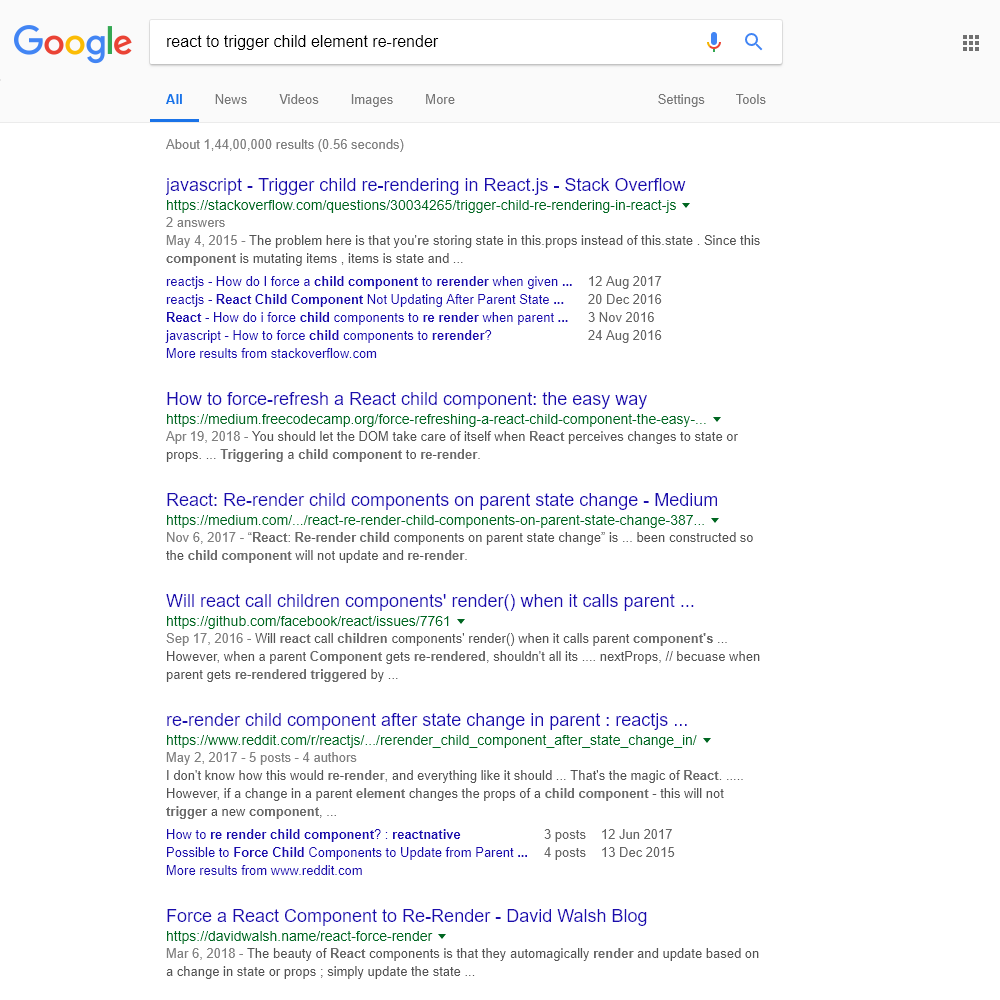 Google
react to trigger child element re-render
All News Videos Images More Settings Tools
About 1,44,00,000 results (0.56 seconds)
javascript - Trigger child re-rendering in React.js - Stack Overflow
https://stackoverflow.com/questions/30034265/trigger-child-re-rendering-in-react-js
2 answers
May 4, 2015 - The problem here is that you're storing state in this.props instead of this.state . Since this
component is mutating items , items is state and ...
reactjs - How do I force a child component to rerender when given ... 12 Aug 2017
reactjs - React Child Component Not Updating After Parent State ... 20 Dec 2016
React - How do i force child components to re render when parent ... 3 Nov 2016
javascript - How to force child components to rerender? 24 Aug 2016
More results from stackoverflow.com
How to force-refresh a React child component: the easy way
https://medium.freecodecamp.org/force-refreshing-a-react-child-component-the-easy-...
Apr 19, 2018 - You should let the DOM take care of itself when React perceives changes to state or
props. ... Triggering a child component to re-render.
React: Re-render child components on parent state change - Medium
https://medium.com/.../react-re-render-child-components-on-parent-state-change-387...
Nov 6, 2017 - “React: Re-render child components on parent state change” is ... been constructed so
the child component will not update and re-render.
Will react call children components' render() when it calls parent ...
https://github.com/facebook/react/issues/7761
Sep 17, 2016 - Will react call children components' render() when it calls parent component's ...
However, when a parent Component gets re-rendered, shouldn't all its .... nextProps, // becuase when
parent gets re-rendered triggered by ...
re-render child component after state change in parent : reactjs ...
https://www.reddit.com/r/reactjs/.../rerender_child_component_after_state_change_in/
May 2, 2017 - 5 posts - 4 authors
I don't know how this would re-render, and everything like it should ... That's the magic of React. .....
However, if a change in a parent element changes the props of a child component - this will not
trigger a new component, ...
How to re render child component? : reactnative 3 posts 12 Jun 2017
Possible to Force Child Components to Update from Parent ... 4 posts 13 Dec 2015
More results from www.reddit.com
Force a React Component to Re-Render - David Walsh Blog
https://davidwalsh.name/react-force-render
Mar 6, 2018 - The beauty of React components is that they automagically render and update based on
a change in state or props ; simply update the state ...